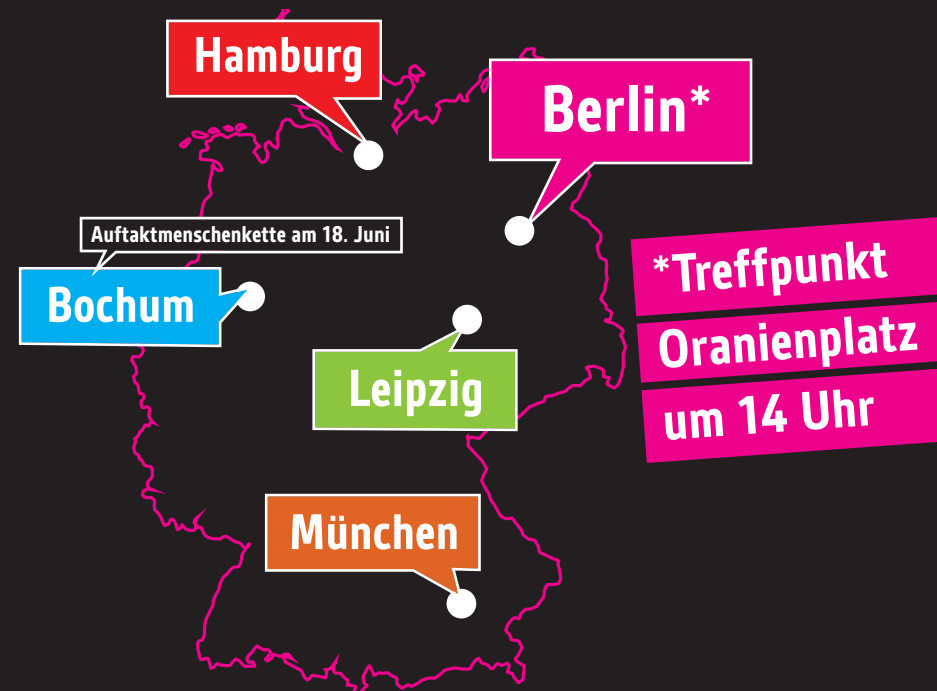 Hamburg
Berlin*
Auftaktmenschenkette am 18. Juni
Bochum
*Treffpunkt
Oranienplatz
um 14 Uhr
Leipzig
München